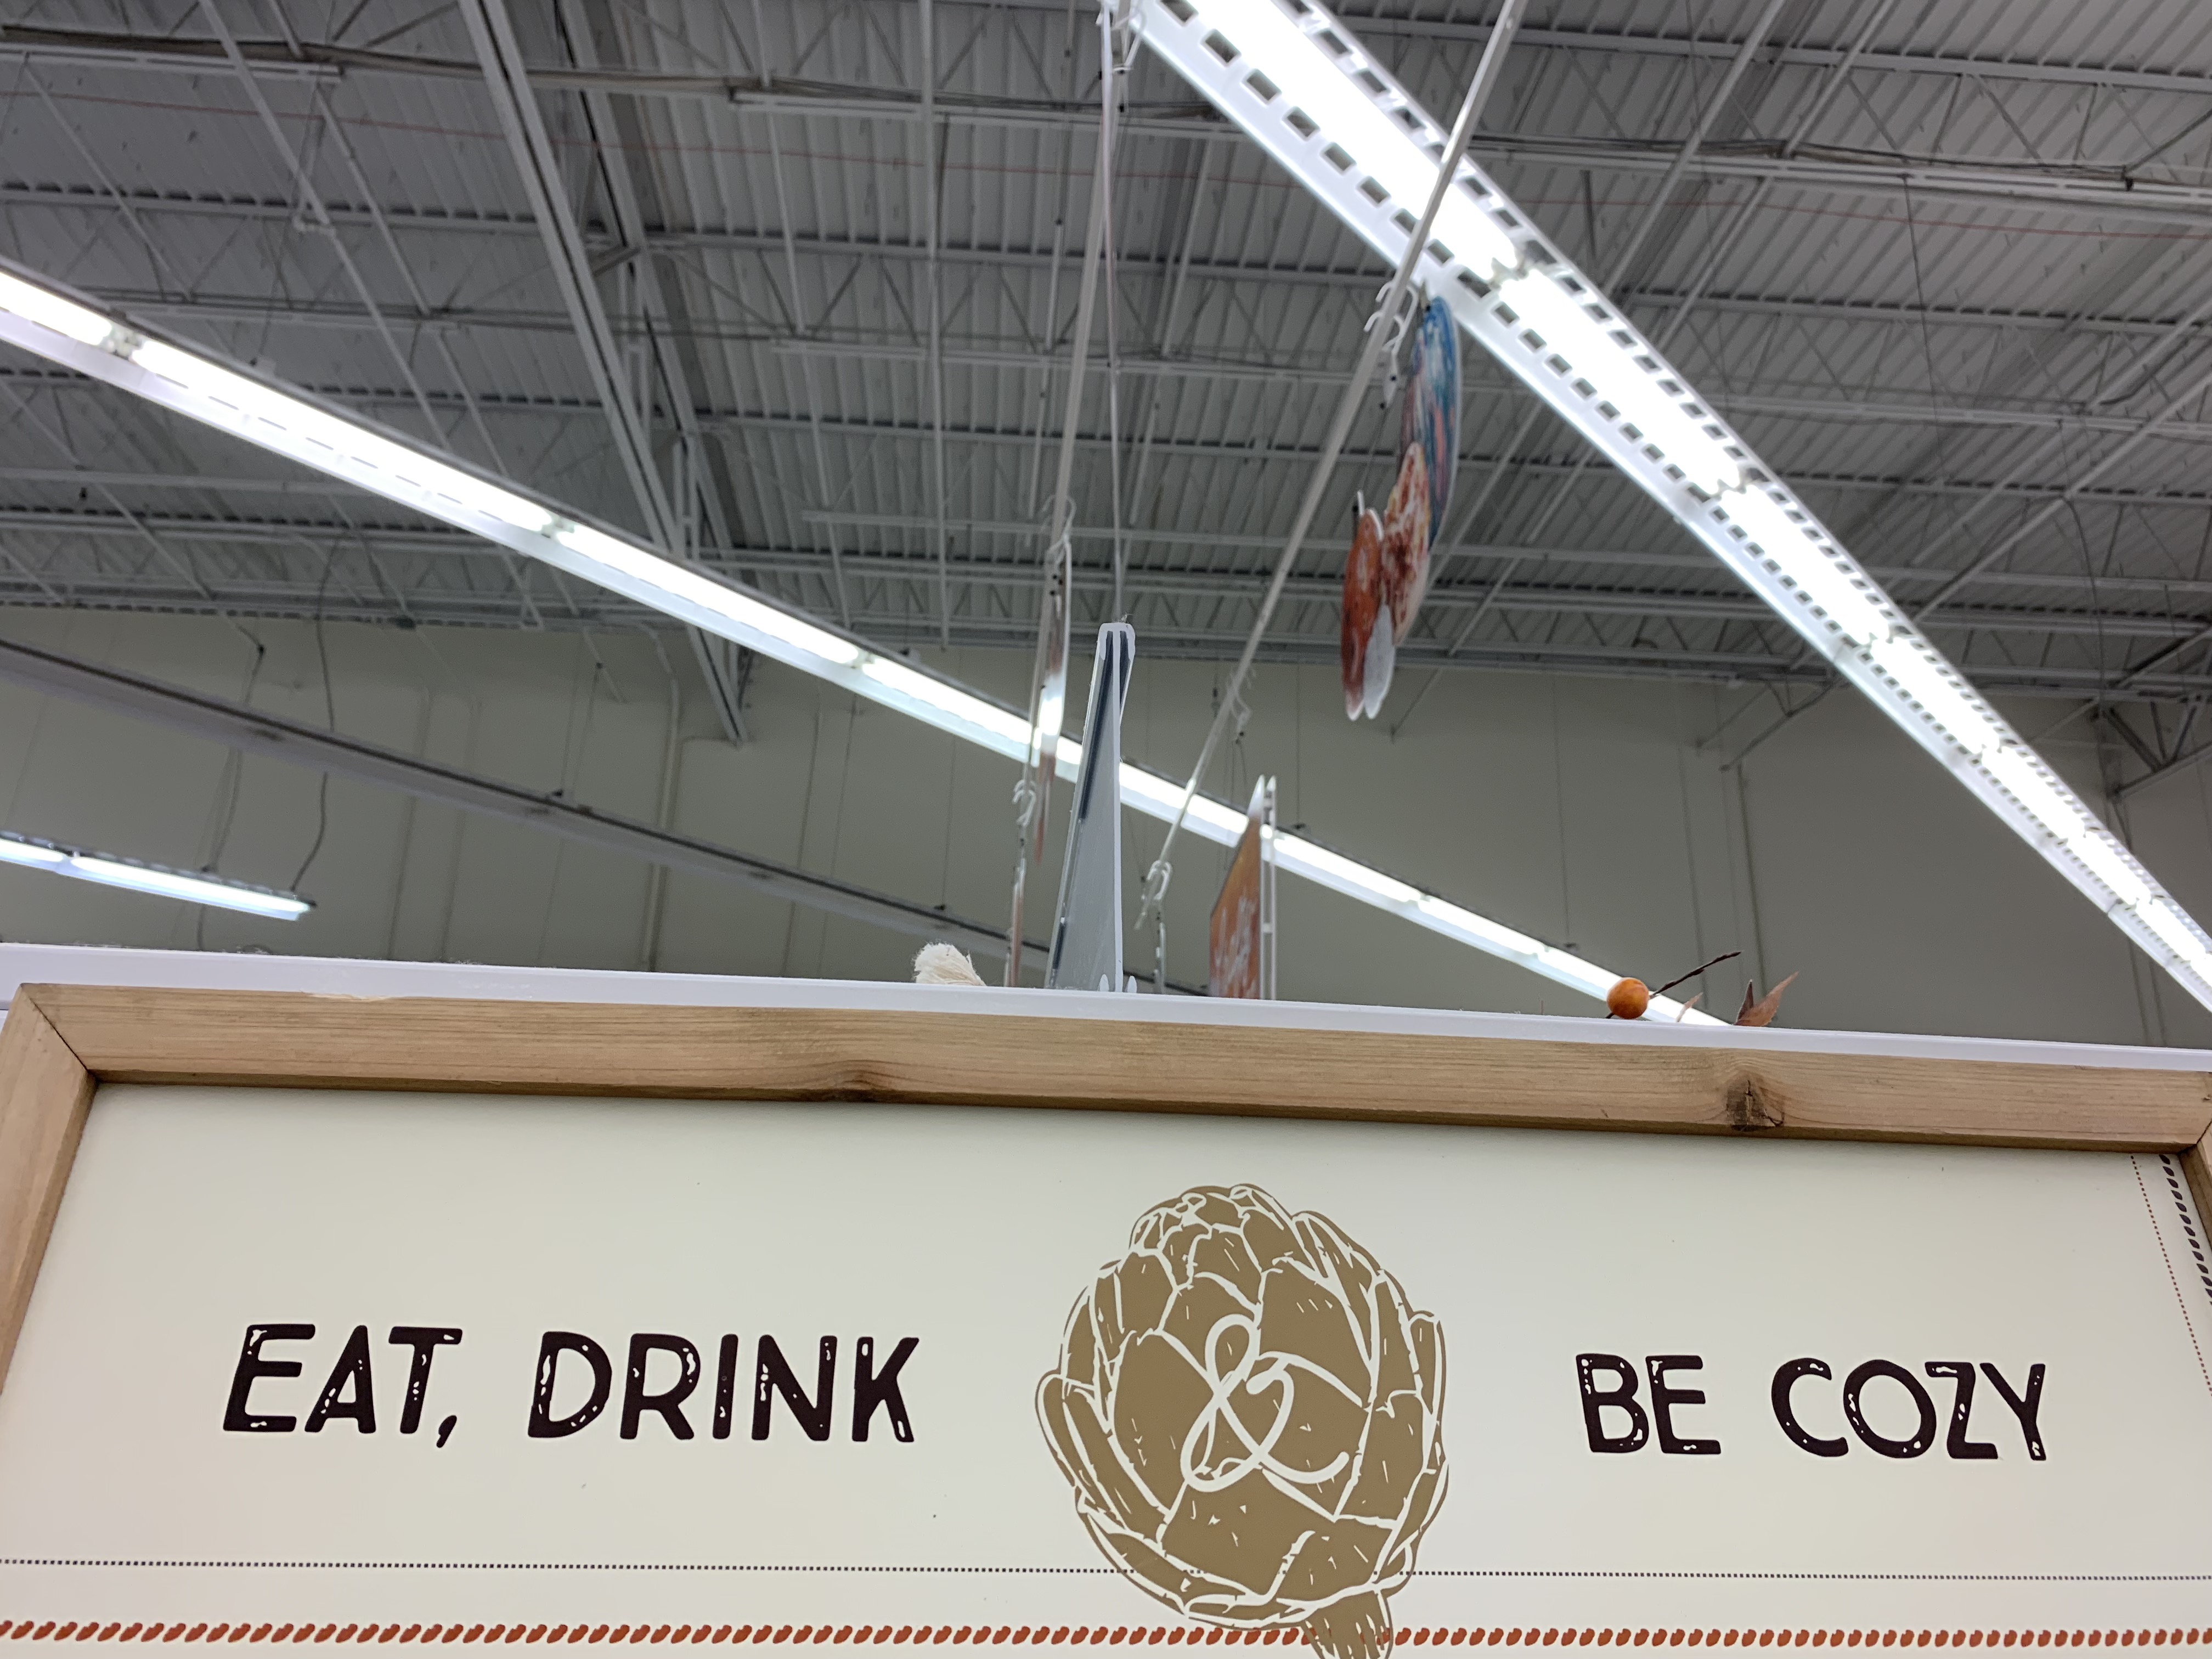 EAT, DRINK & BE COZY